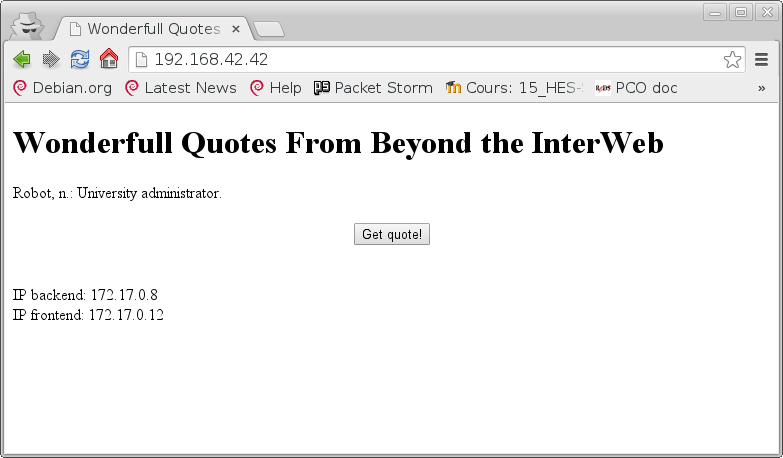 Wonderfull Quotes
192.168.42.42
Debian.org Latest News Help Packet Storm Cours: 15_HES- PCO doc »
Wonderfull Quotes From Beyond the InterWeb
Robot, n.: University administrator.
Get quote!
IP backend: 172.17.0.8
IP frontend: 172.17.0.12